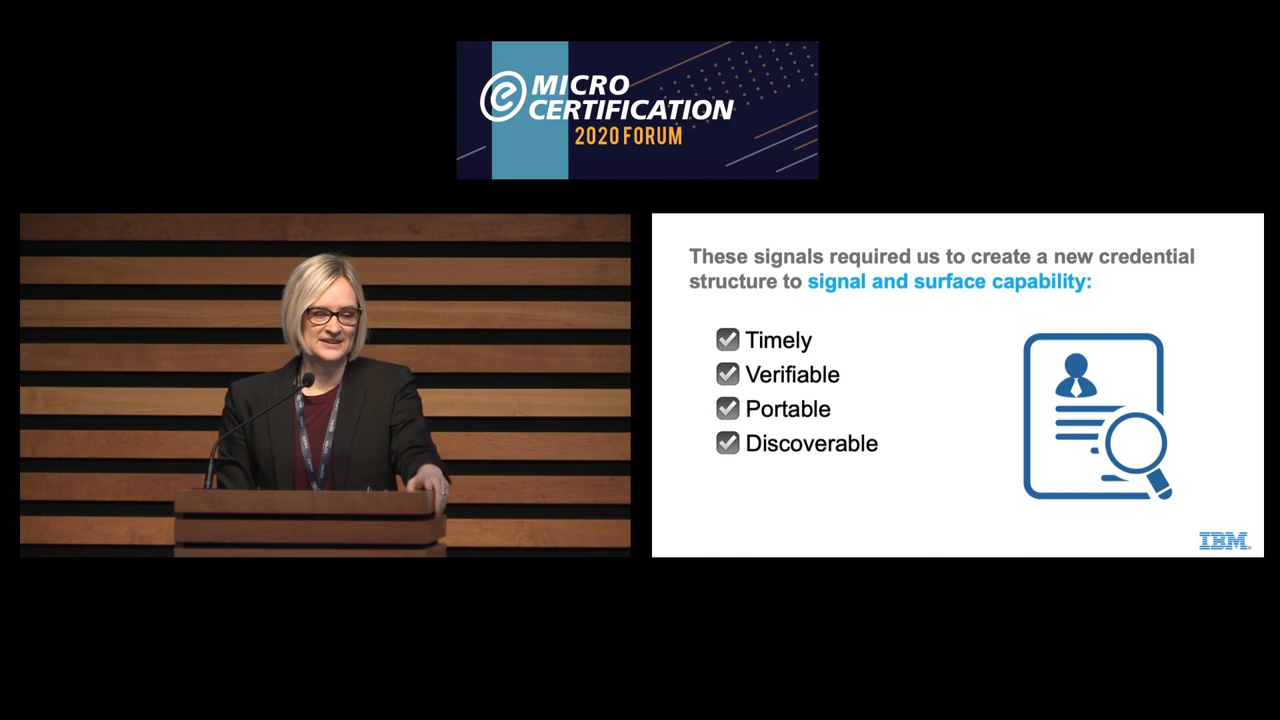 MICRO
CERTIFICATION
2020 FORUM
These signals required us to create a new credential
structure to signal and surface capability:
Timely
Verifiable
Portable
Discoverable
IBM